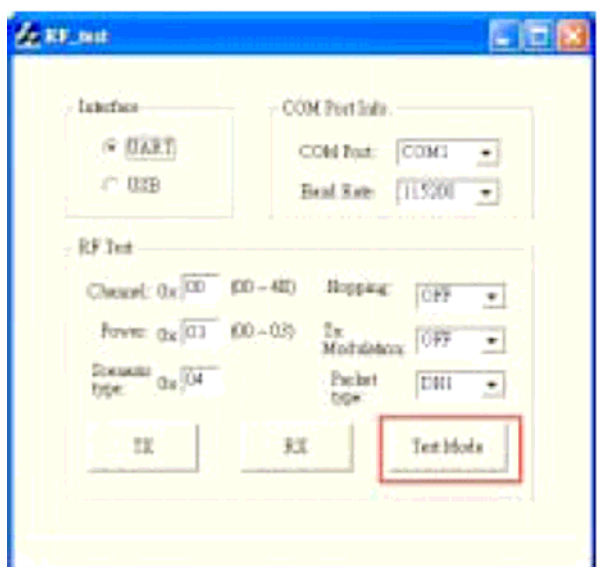 RF_test
Interface
UART
USB
COM Port Info.
COM Port: COM1
Baud Rate: 115200
RF Test
Channel: 0x 00 (00 ~ 4E)
Hopping: OFF
Power: 0x 03 (00 ~ 03)
Tx Modulation: OFF
Scenario type: 0x 04
Packet type: DH1
TX
RX
Test Mode